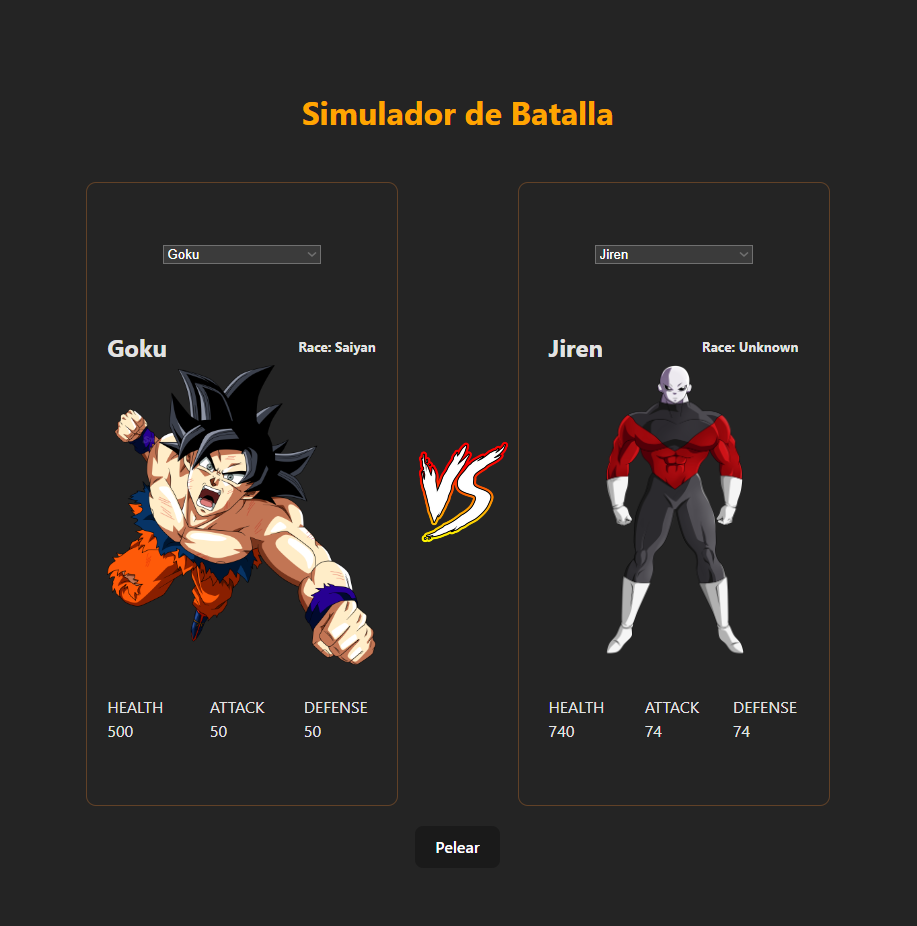 Simulador de Batalla
Goku
Goku
Race: Saiyan
HEALTH ATTACK DEFENSE
500 50 50
VS
Jiren
Jiren
Race: Unknown
HEALTH ATTACK DEFENSE
740 74 74
Pelear